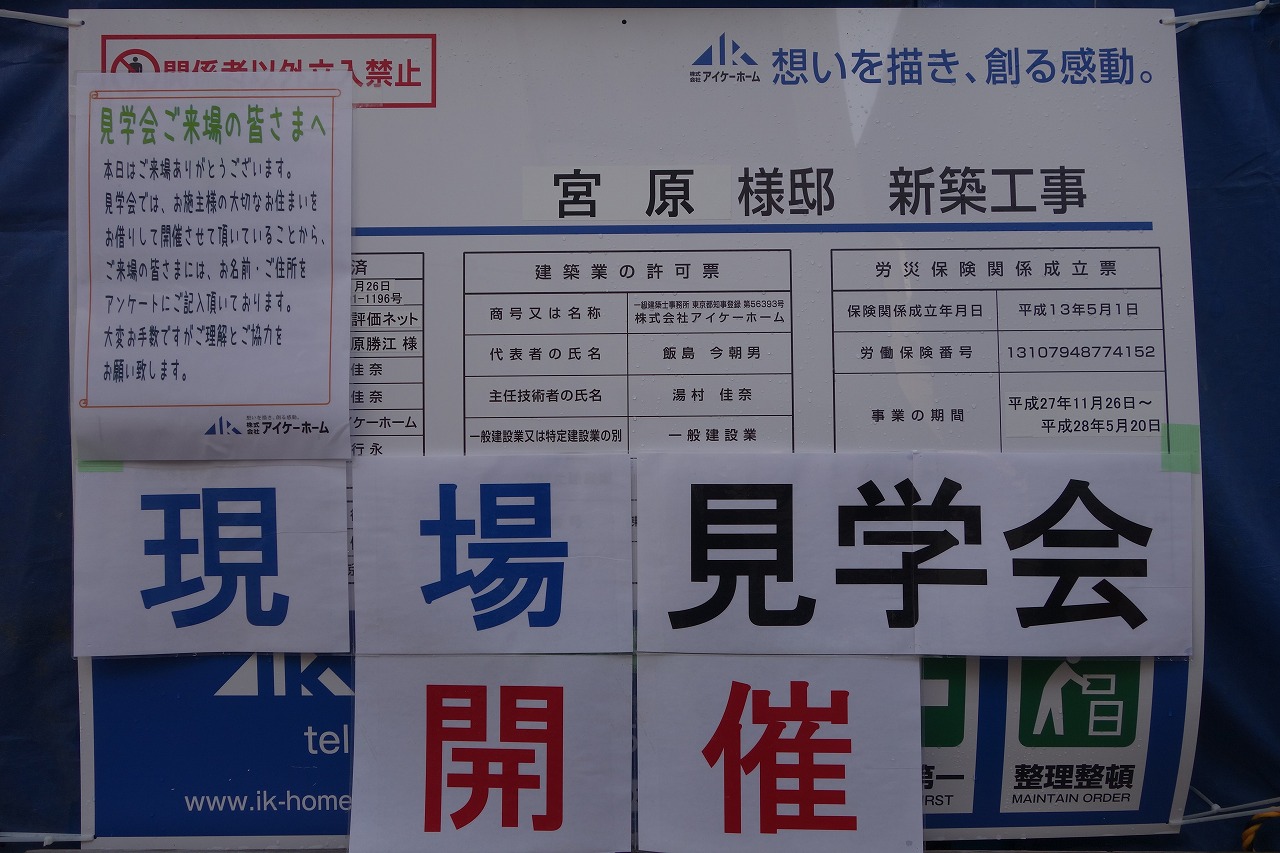 関係者以外立入禁止
株式会社 アイケーホーム
想いを描き、創る感動。
見学会ご来場の皆さまへ
本日はご来場ありがとうございます。
見学会では、お施主様の大切なお住まいを
お借りして開催させて頂いていることから、
ご来場の皆さまには、お名前・ご住所を
アンケートにご記入頂いております。
大変お手数ですがご理解とご協力を
お願い致します。
想いを描き、創る感動。
株式会社 アイケーホーム
宮原 様邸 新築工事
済
月26日
1-1196号
評価ネット
原勝江 様
佳奈
佳奈
イケーホーム
行永
建築業の許可票
商号又は名称
一級建築士事務所 東京都知事登録 第56393号
株式会社アイケーホーム
代表者の氏名 飯島 今朝男
主任技術者の氏名 湯村 佳奈
一般建設業又は特定建設業の別 一般建設業
労災保険関係成立票
保険関係成立年月日 平成13年5月1日
労働保険番号 13107948774152
事業の期間
平成27年11月26日〜
平成28年5月20日
現場見学会
開催
tel
www.ik-home
第一
RST
整理整頓
MAINTAIN ORDER